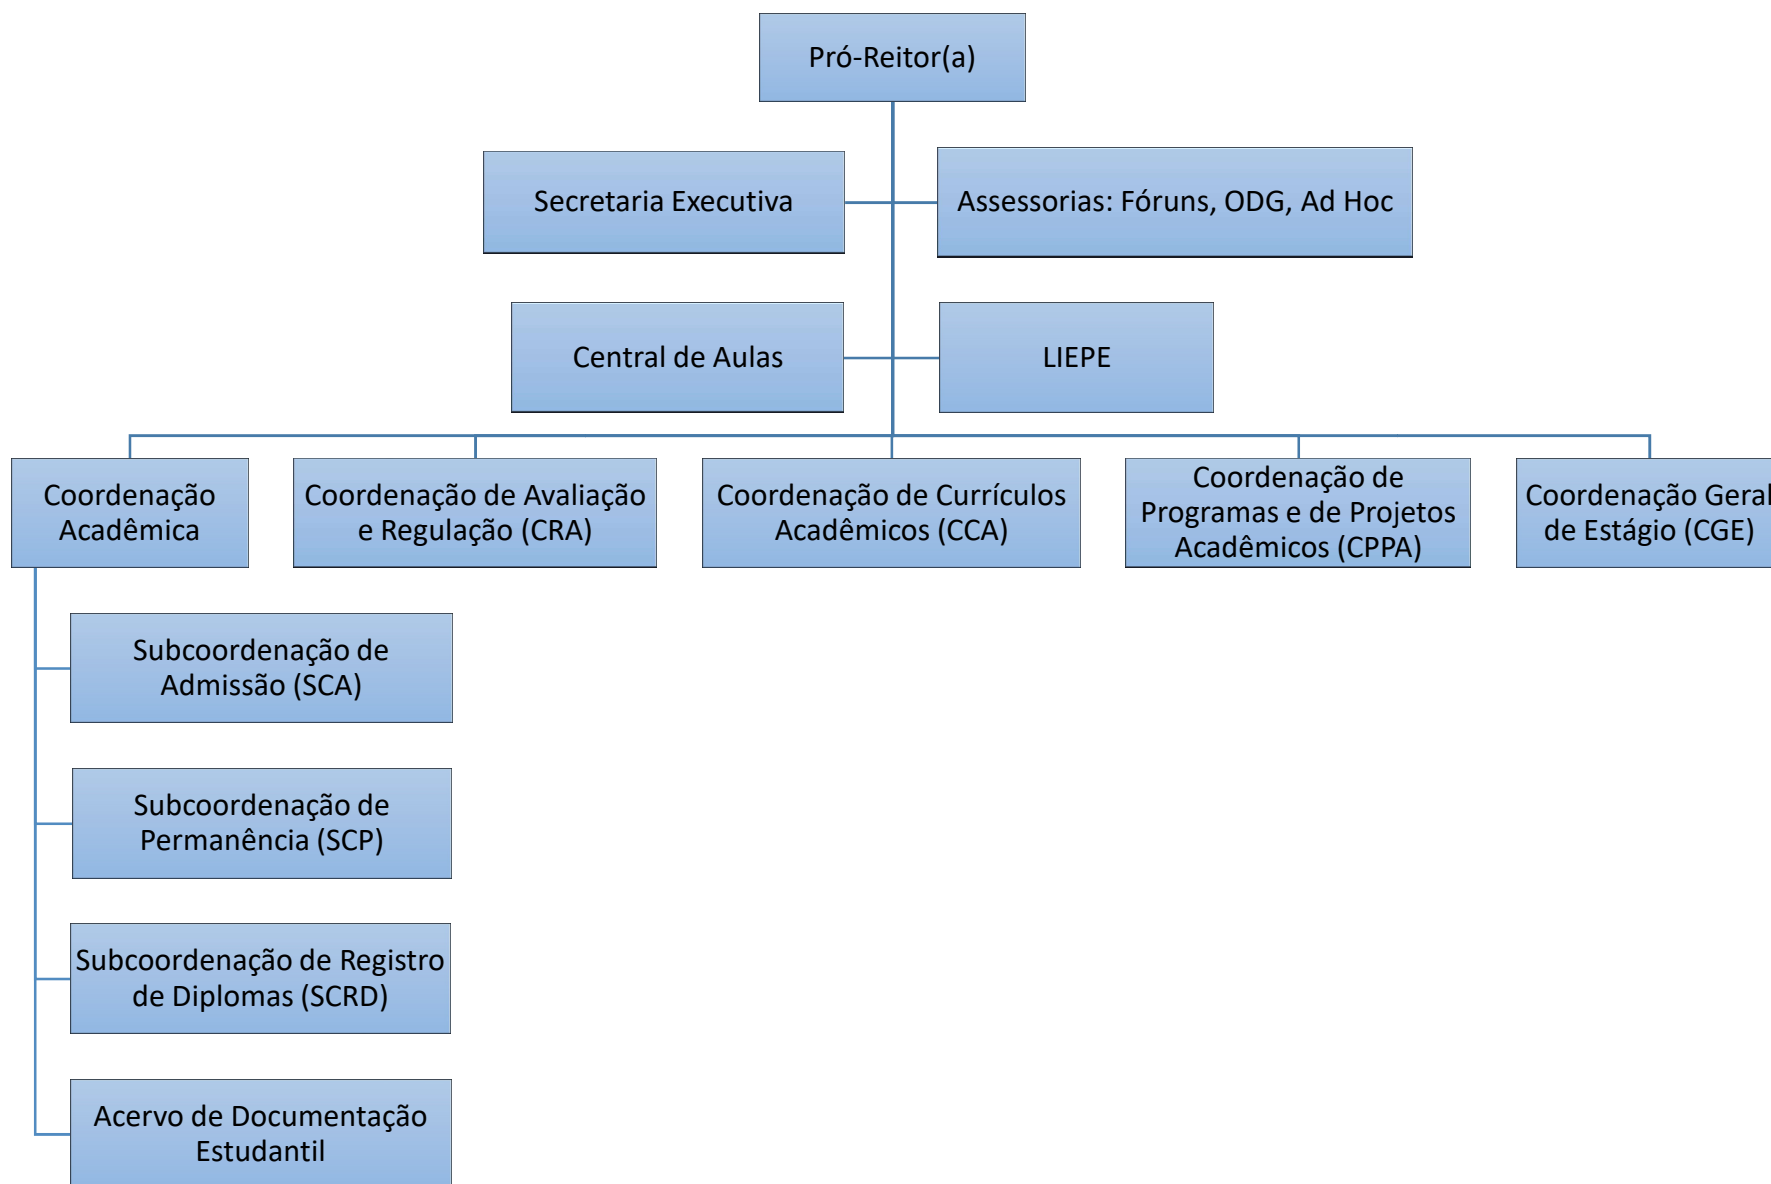 Pró-Reitor(a)
Secretaria Executiva
Assessorias: Fóruns, ODG, Ad Hoc
Central de Aulas
LIEPE
Coordenação
Acadêmica
Coordenação de Avaliação
e Regulação (CRA)
Coordenação de Currículos
Acadêmicos (CCA)
Coordenação de
Programas e de Projetos
Acadêmicos (CPPA)
Coordenação Geral
de Estágio (CGE)
Subcoordenação de
Admissão (SCA)
Subcoordenação de
Permanência (SCP)
Subcoordenação de Registro
de Diplomas (SCRD)
Acervo de Documentação
Estudantil